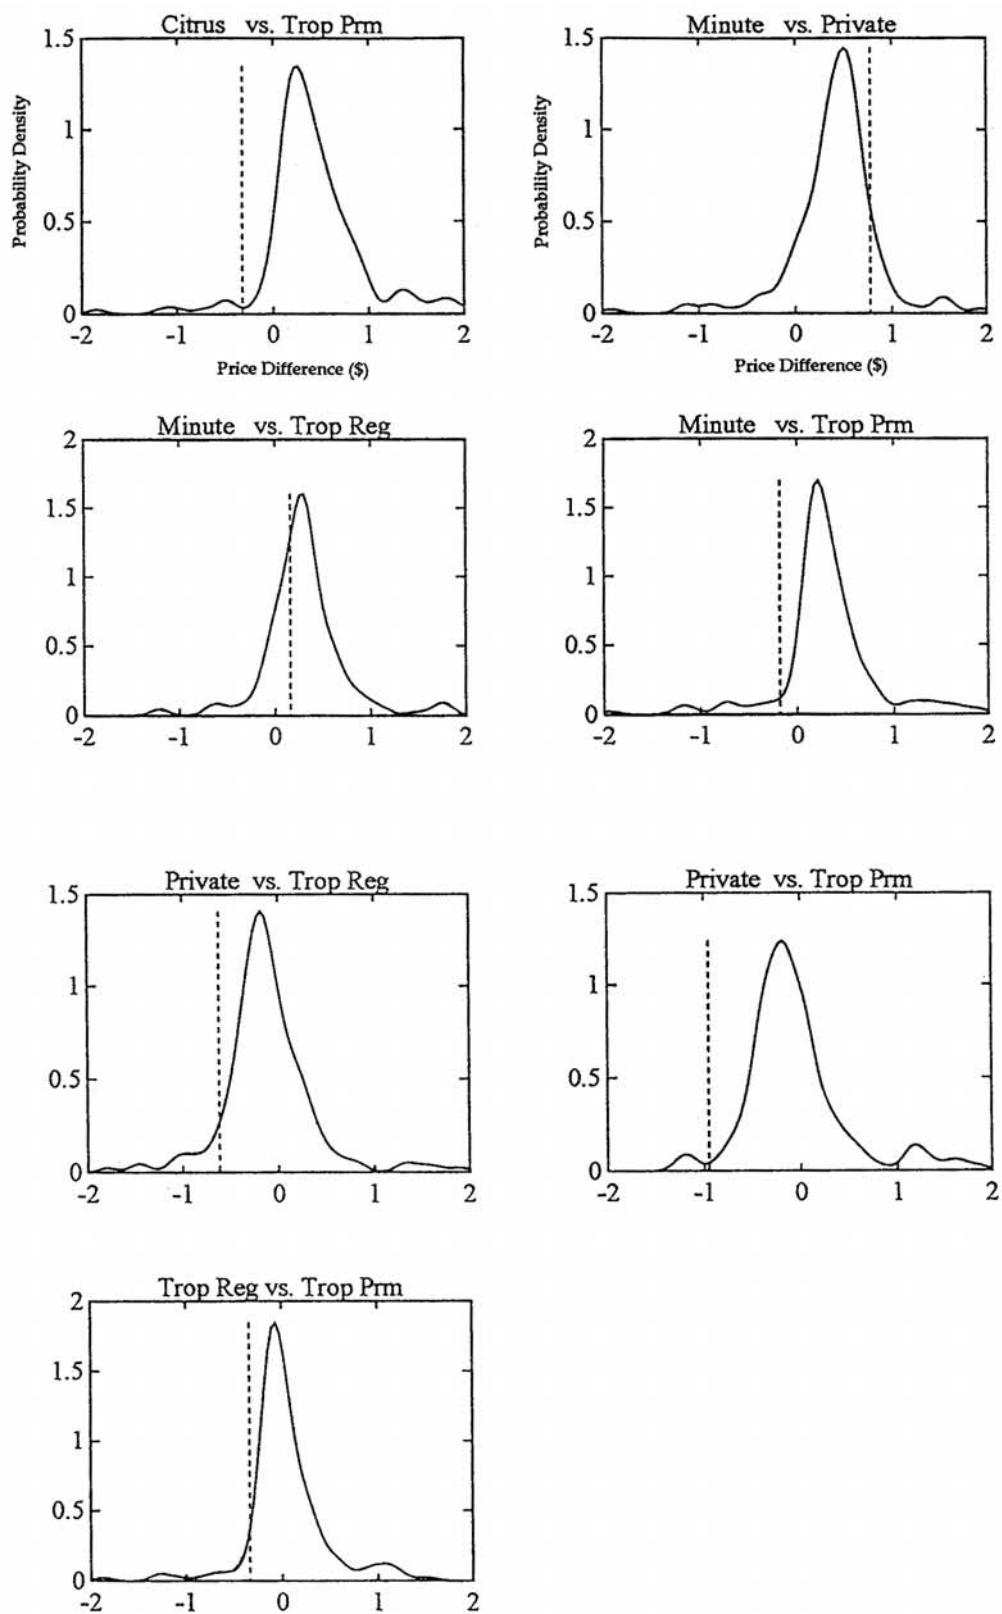 Citrus vs. Trop Prm
1.5
1
0.5
0
Probability Density
-2 -1 0 1 2
Price Difference ($)
Minute vs. Private
1.5
1
0.5
0
Probability Density
-2 -1 0 1 2
Price Difference ($)
Minute vs. Trop Reg
2
1.5
1
0.5
0
-2 -1 0 1 2
Minute vs. Trop Prm
2
1.5
1
0.5
0
-2 -1 0 1 2
Private vs. Trop Reg
1.5
1
0.5
0
-2 -1 0 1 2
Private vs. Trop Prm
1.5
1
0.5
0
-2 -1 0 1 2
Trop Reg vs. Trop Prm
2
1.5
1
0.5
0
-2 -1 0 1 2